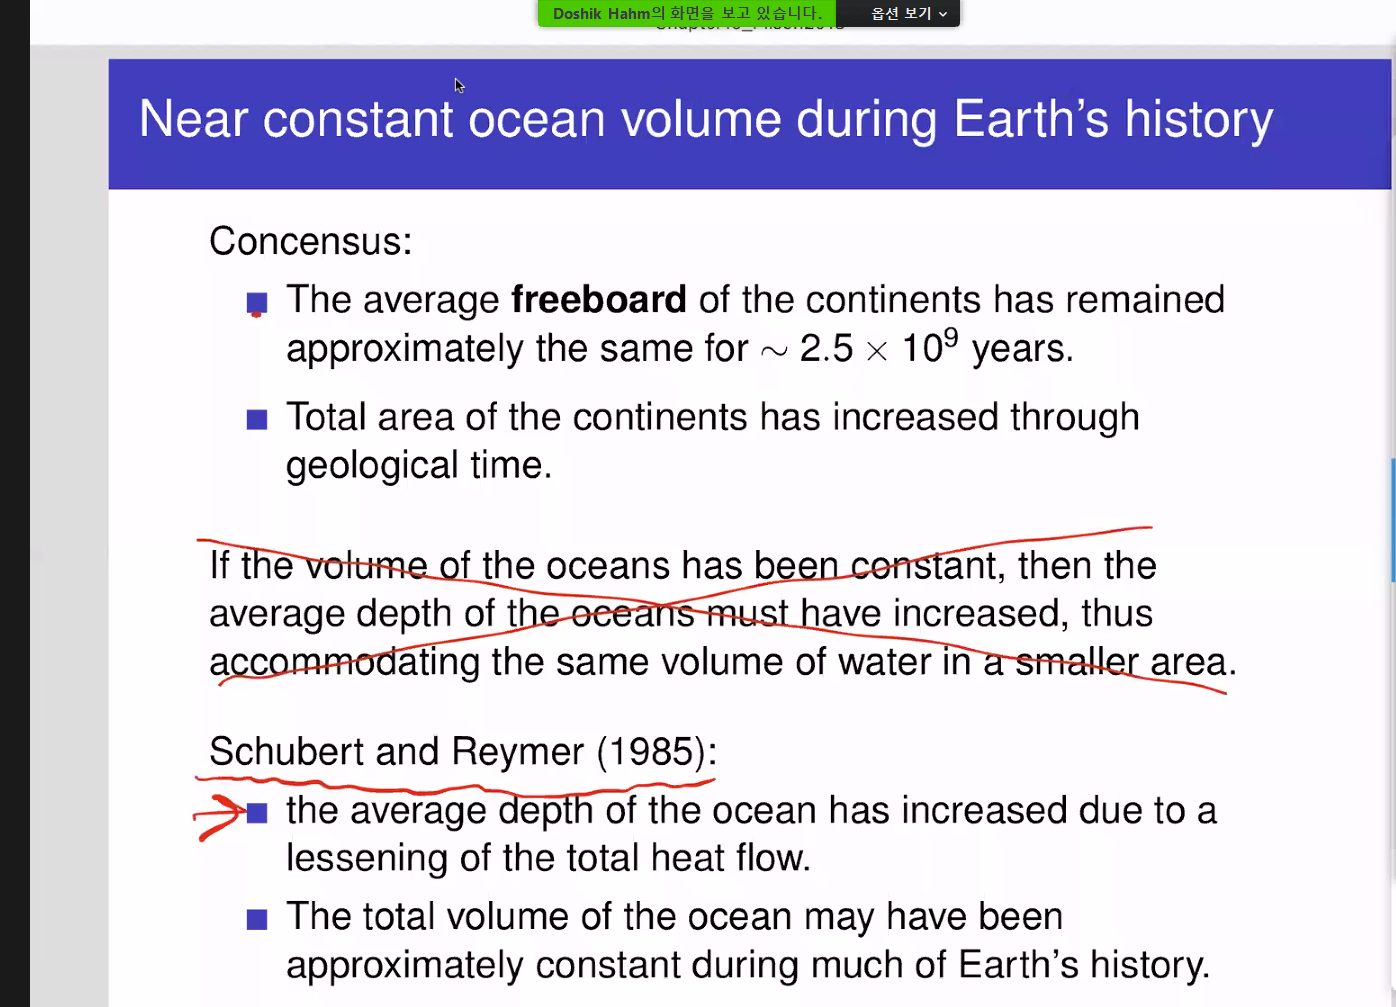 Doshik Hahm의 화면을 보고 있습니다. 옵션 보기
Near constant ocean volume during Earth's history
Concensus:
The average freeboard of the continents has remained
approximately the same for ∼ 2.5 × 10⁹ years.
Total area of the continents has increased through
geological time.
If the volume of the oceans has been constant, then the
average depth of the oceans must have increased, thus
accommodating the same volume of water in a smaller area.
Schubert and Reymer (1985):
the average depth of the ocean has increased due to a
lessening of the total heat flow.
The total volume of the ocean may have been
approximately constant during much of Earth's history.